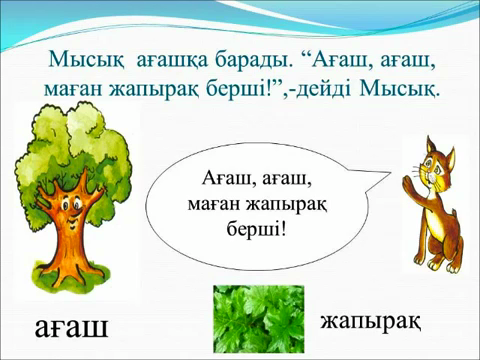 Мысық ағашқа барады. “Ағаш, ағаш,
маған жапырақ берші!”,-дейді Мысық.
Ағаш, ағаш,
маған жапырақ
берші!
ағаш
жапырақ